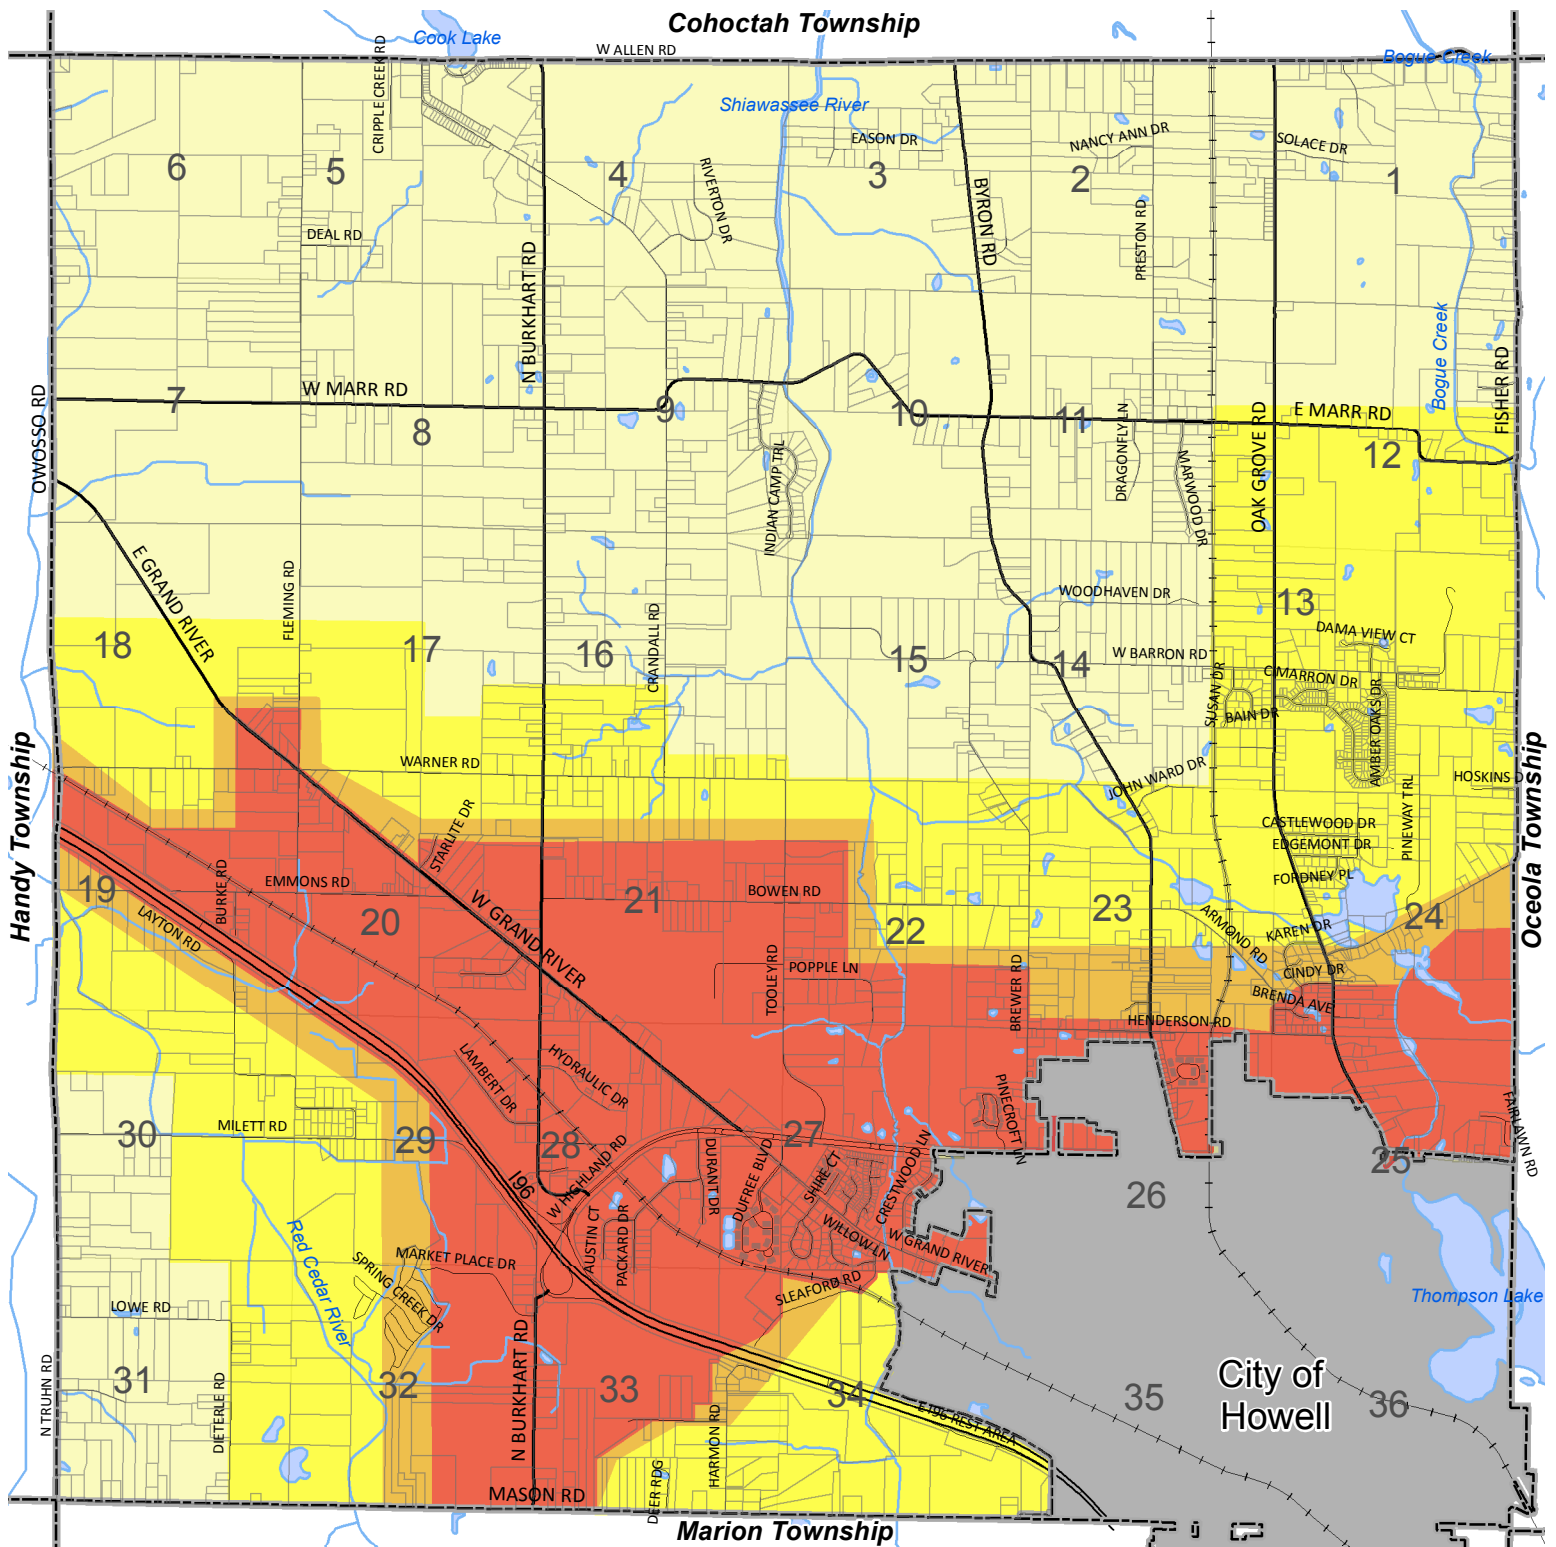 Cohoctah Township
Cook Lake
W ALLEN RD
Bogue Creek
CRIPPLE CREEK RD
Shiawassee River
EASON DR
NANCY ANN DR
SOLACE DR
6
5
4
3
2
1
RIVERTON DR
BYRON RD
PRESTON RD
DEAL RD
N BURKHART RD
Bogue Creek
FISHER RD
OWOSSO RD
W MARR RD
E MARR RD
7
8
9
10
11
12
DRAGONFLY LN
OAK GROVE RD
INDIAN CAMP TRL
MARWOOD DR
E GRAND RIVER
FLEMING RD
CRANDALL RD
WOODHAVEN DR
13
DAMA VIEW CT
18
17
16
15
14
W BARRON RD
CIMARRON DR
SUSAN DR
BAIN DR
AMBER OAKS DR
WARNER RD
JOHN WARD DR
HOSKINS D
Handy Township
Oceola Township
STARLITE DR
CASTLEWOOD DR
EDGEMONT DR
PINEWAY TRL
FORDNEY PL
19
BURKE RD
EMMONS RD
20
W GRAND RIVER
21
BOWEN RD
22
23
24
LAYTON RD
ARMOND RD
KAREN DR
TOOLEY RD
POPPLE LN
BREWER RD
CINDY DR
BRENDA AVE
HENDERSON RD
LAMBERT DR
HYDRAULIC DR
PINECROFT LN
FAIRLAWN RD
30
MILETT RD
29
28
27
26
25
I96
W HIGHLAND RD
DURANT DR
DUFREE BLVD
SHIRE CT
CRESTWOOD LN
Red Cedar River
AUSTIN CT
PACKARD DR
WILLOW LN
W GRAND RIVER
MARKET PLACE DR
SPRING CREEK DR
SLEAFORD RD
LOWE RD
Thompson Lake
N TRUHN RD
31
DIETERLE RD
32
N BURKHART RD
33
34
35
36
City of
Howell
HARMON RD
E I96 REST AREA
DEER RDG
MASON RD
Marion Township